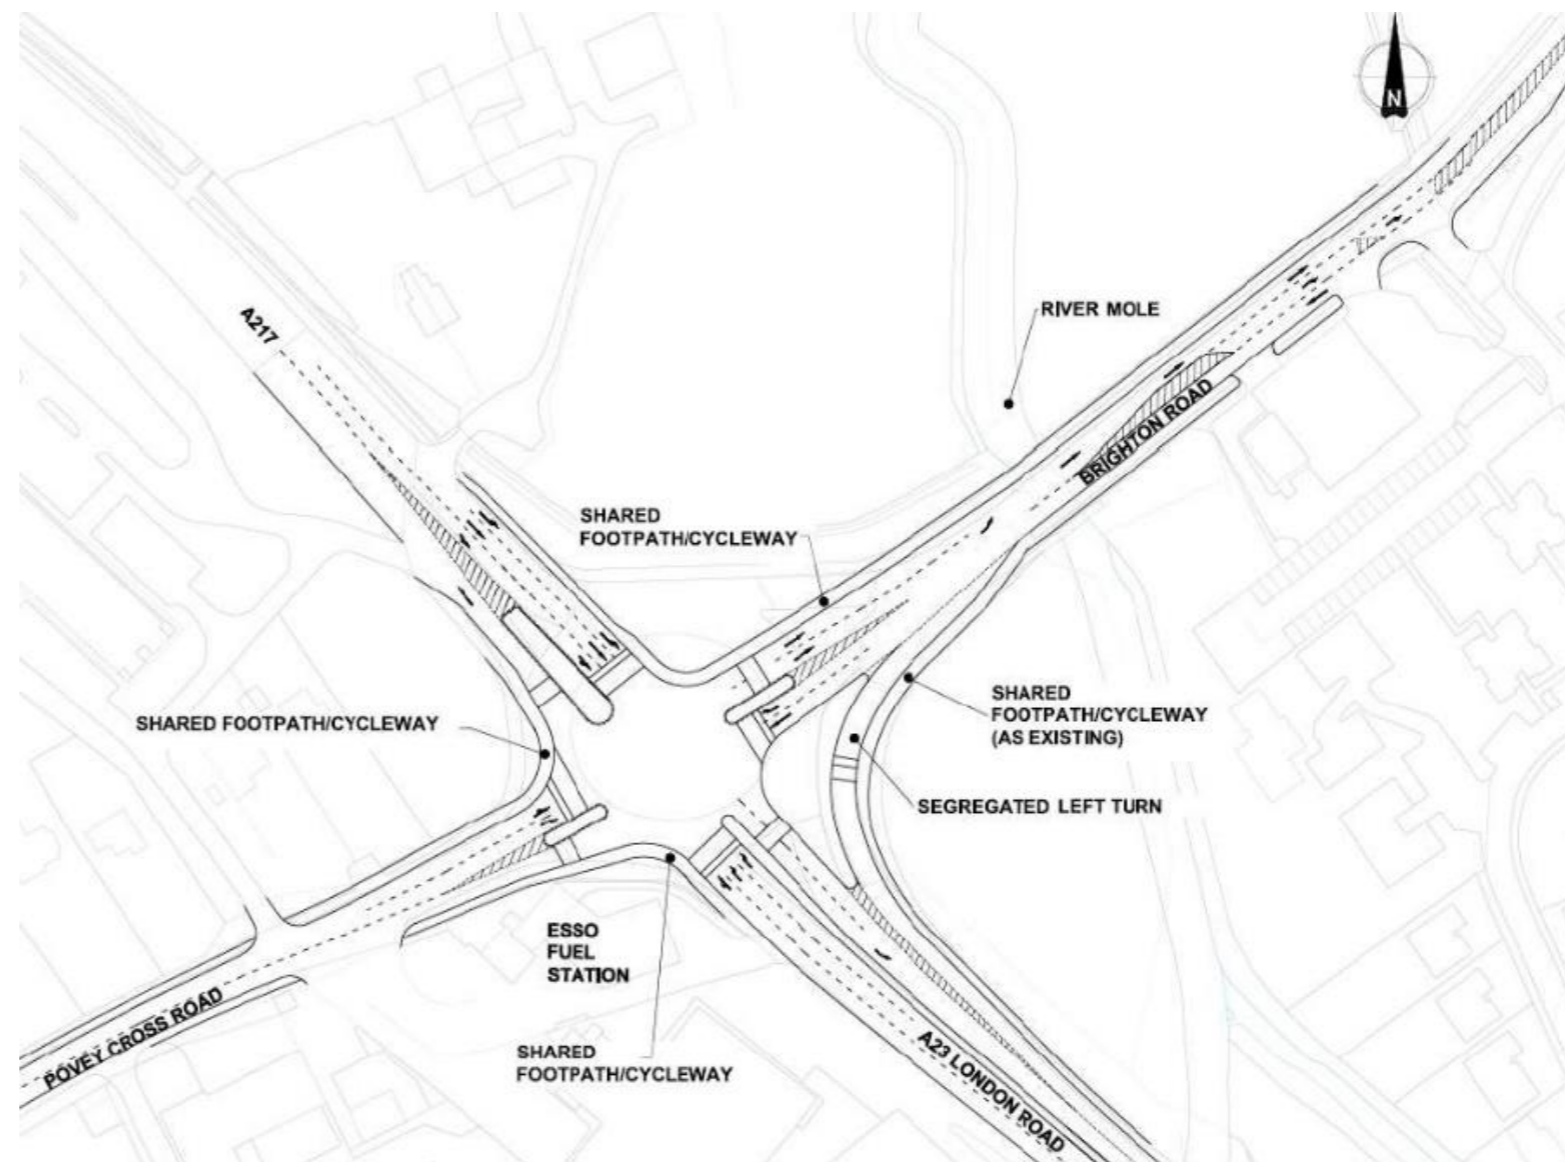 N
RIVER MOLE
A217
BRIGHTON ROAD
SHARED
FOOTPATH/CYCLEWAY
SHARED
FOOTPATH/CYCLEWAY
(AS EXISTING)
SHARED FOOTPATH/CYCLEWAY
SEGREGATED LEFT TURN
ESSO
FUEL
STATION
POVEY CROSS ROAD
SHARED
FOOTPATH/CYCLEWAY
A23 LONDON ROAD